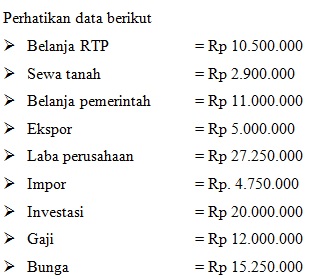 Perhatikan data berikut
➢ Belanja RTP = Rp 10.500.000
➢ Sewa tanah = Rp 2.900.000
➢ Belanja pemerintah = Rp 11.000.000
➢ Ekspor = Rp 5.000.000
➢ Laba perusahaan = Rp 27.250.000
➢ Impor = Rp. 4.750.000
➢ Investasi = Rp 20.000.000
➢ Gaji = Rp 12.000.000
➢ Bunga = Rp 15.250.000